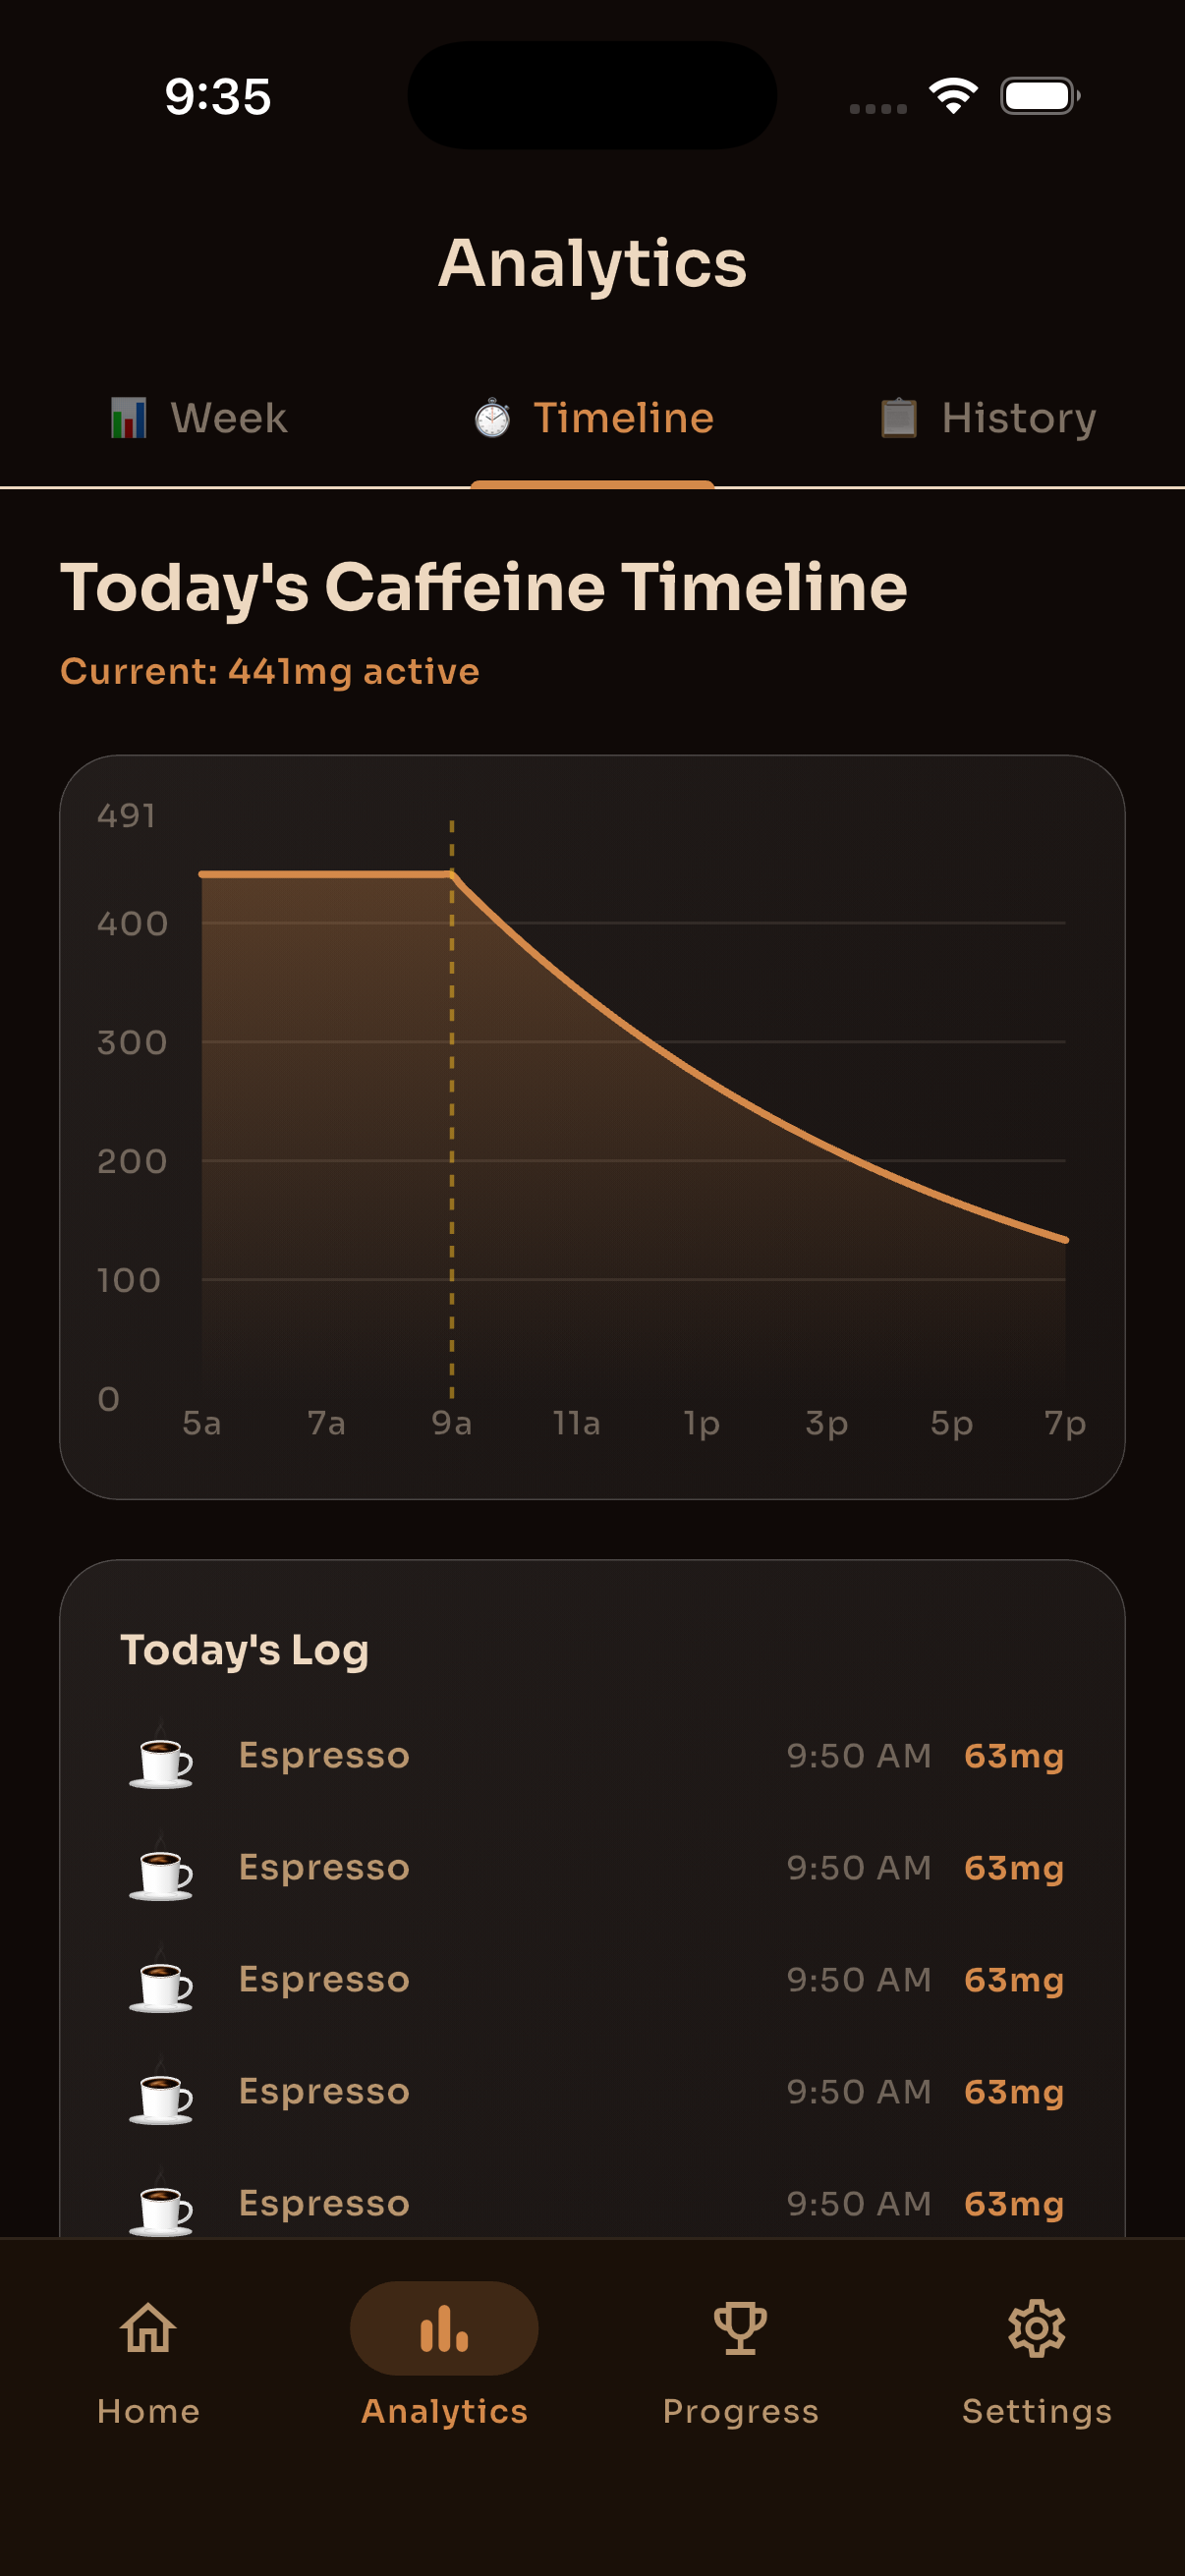 9:35
Analytics
Week
Timeline
History
Today's Caffeine Timeline
Current: 441mg active
491
400
300
200
100
0
5a 7a 9a 11a 1p 3p 5p 7p
Today's Log
Espresso 9:50 AM 63mg
Espresso 9:50 AM 63mg
Espresso 9:50 AM 63mg
Espresso 9:50 AM 63mg
Espresso 9:50 AM 63mg
Home Analytics Progress Settings